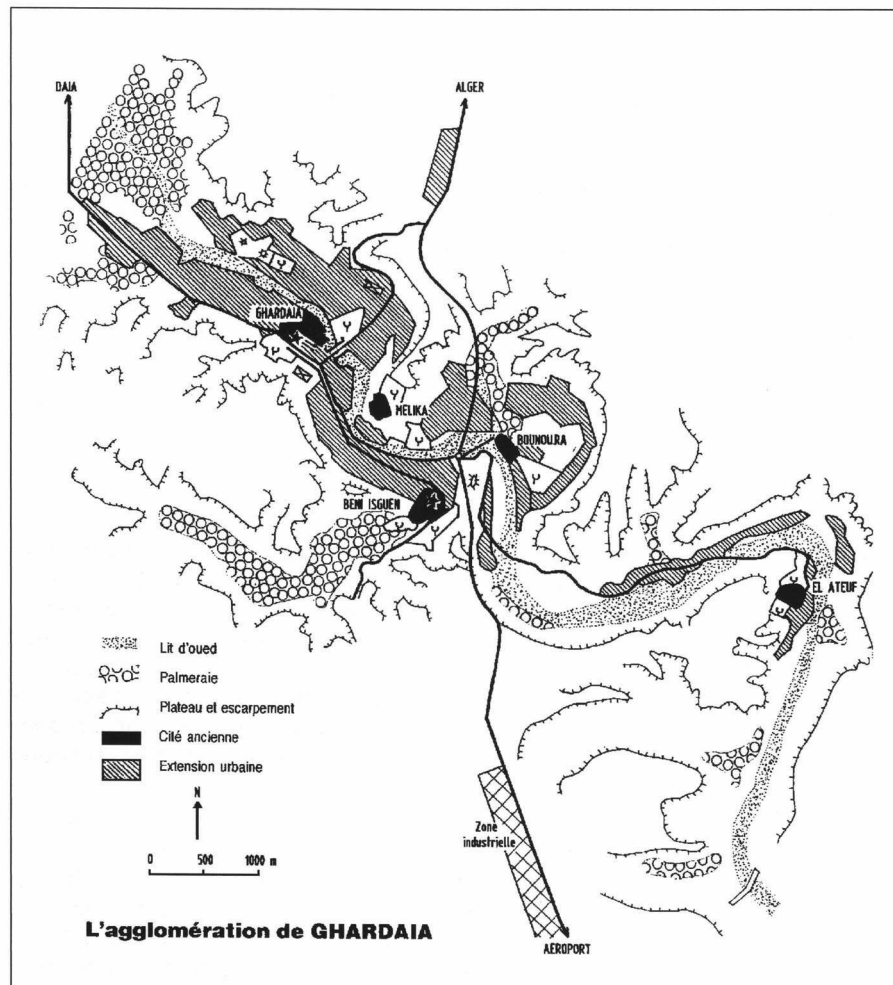 DAIA
ALGER
GHARDAIA
MELIKA
BOUNOURA
BENI ISGUEN
EL ATEUF
Lit d'oued
Palmeraie
Plateau et escarpement
Cité ancienne
Extension urbaine
N
0 500 1000 m
Zone
industrielle
L'agglomération de GHARDAIA
AEROPORT